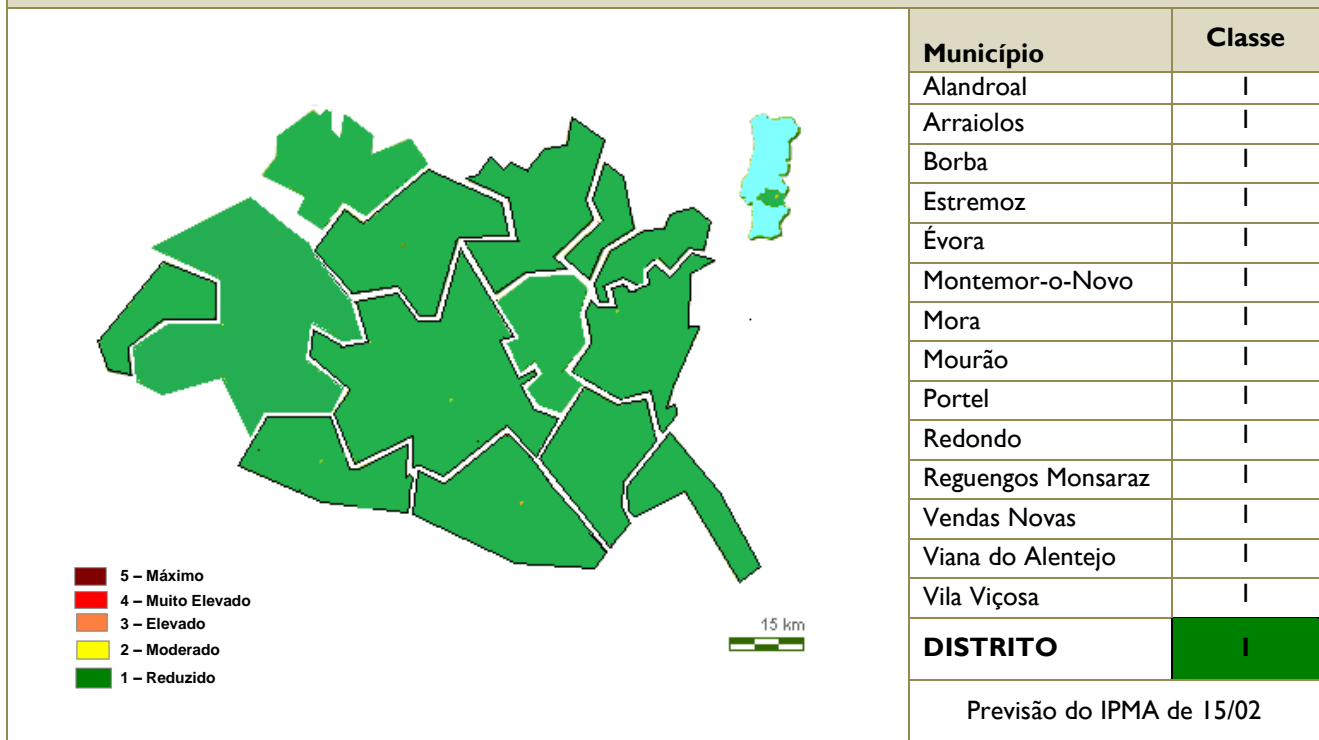 Município Classe
Alandroal 1
Arraiolos 1
Borba 1
Estremoz 1
Évora 1
Montemor-o-Novo 1
Mora 1
Mourão 1
Portel 1
Redondo 1
Reguengos Monsaraz 1
Vendas Novas 1
Viana do Alentejo 1
Vila Viçosa 1
DISTRITO 1
Previsão do IPMA de 15/02
5 – Máximo
4 – Muito Elevado
3 – Elevado
2 – Moderado
1 – Reduzido
15 km